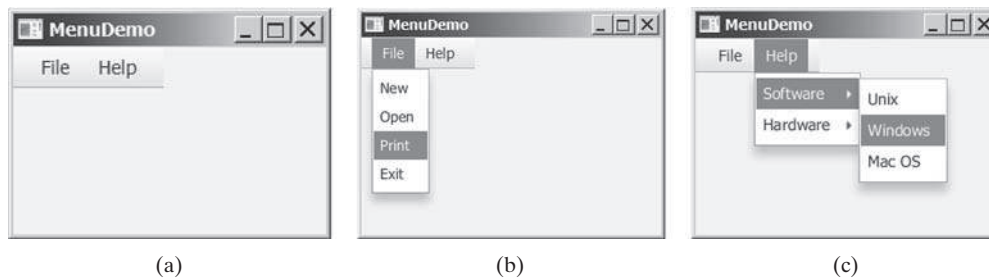 MenuDemo
File Help
(a)
MenuDemo
File Help
New
Open
Print
Exit
(b)
MenuDemo
File Help
Software
Hardware
Unix
Windows
Mac OS
(c)